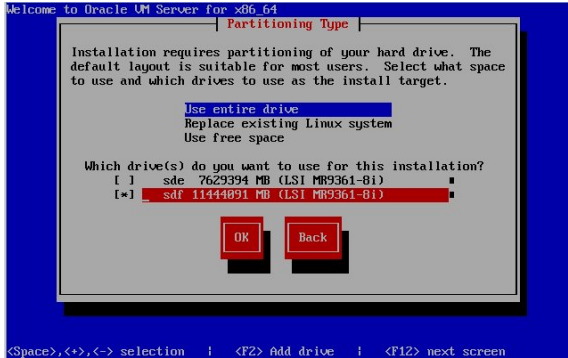 Welcome to Oracle VM Server for x86_64
Partitioning Type
Installation requires partitioning of your hard drive. The
default layout is suitable for most users. Select what space
to use and which drives to use as the install target.
Use entire drive
Replace existing Linux system
Use free space
Which drive(s) do you want to use for this installation?
[ ] sde 7629394 MB (LSI MR9361-8i)
[*] sdf 11444091 MB (LSI MR9361-8i)
OK Back
<Space>,<+>,<-> selection | <F2> Add drive | <F12> next screen